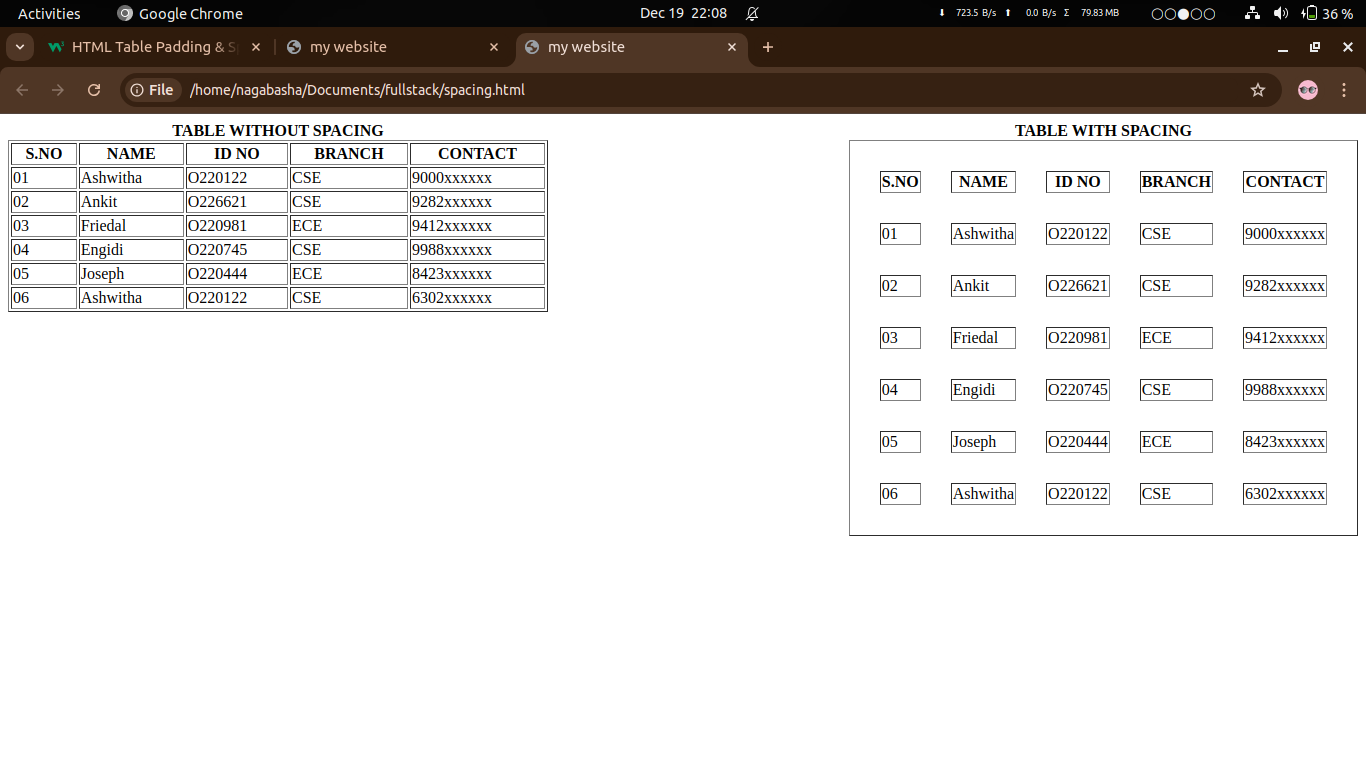 Activities Google Chrome Dec 19 22:08 723.5 B/s 0.0 B/s Σ 79.83 MB 36 %
HTML Table Padding & S my website my website
File /home/nagabasha/Documents/fullstack/spacing.html
TABLE WITHOUT SPACING
S.NO NAME ID NO BRANCH CONTACT
01 Ashwitha O220122 CSE 9000xxxxxx
02 Ankit O226621 CSE 9282xxxxxx
03 Friedal O220981 ECE 9412xxxxxx
04 Engidi O220745 CSE 9988xxxxxx
05 Joseph O220444 ECE 8423xxxxxx
06 Ashwitha O220122 CSE 6302xxxxxx
TABLE WITH SPACING
S.NO NAME ID NO BRANCH CONTACT
01 Ashwitha O220122 CSE 9000xxxxxx
02 Ankit O226621 CSE 9282xxxxxx
03 Friedal O220981 ECE 9412xxxxxx
04 Engidi O220745 CSE 9988xxxxxx
05 Joseph O220444 ECE 8423xxxxxx
06 Ashwitha O220122 CSE 6302xxxxxx